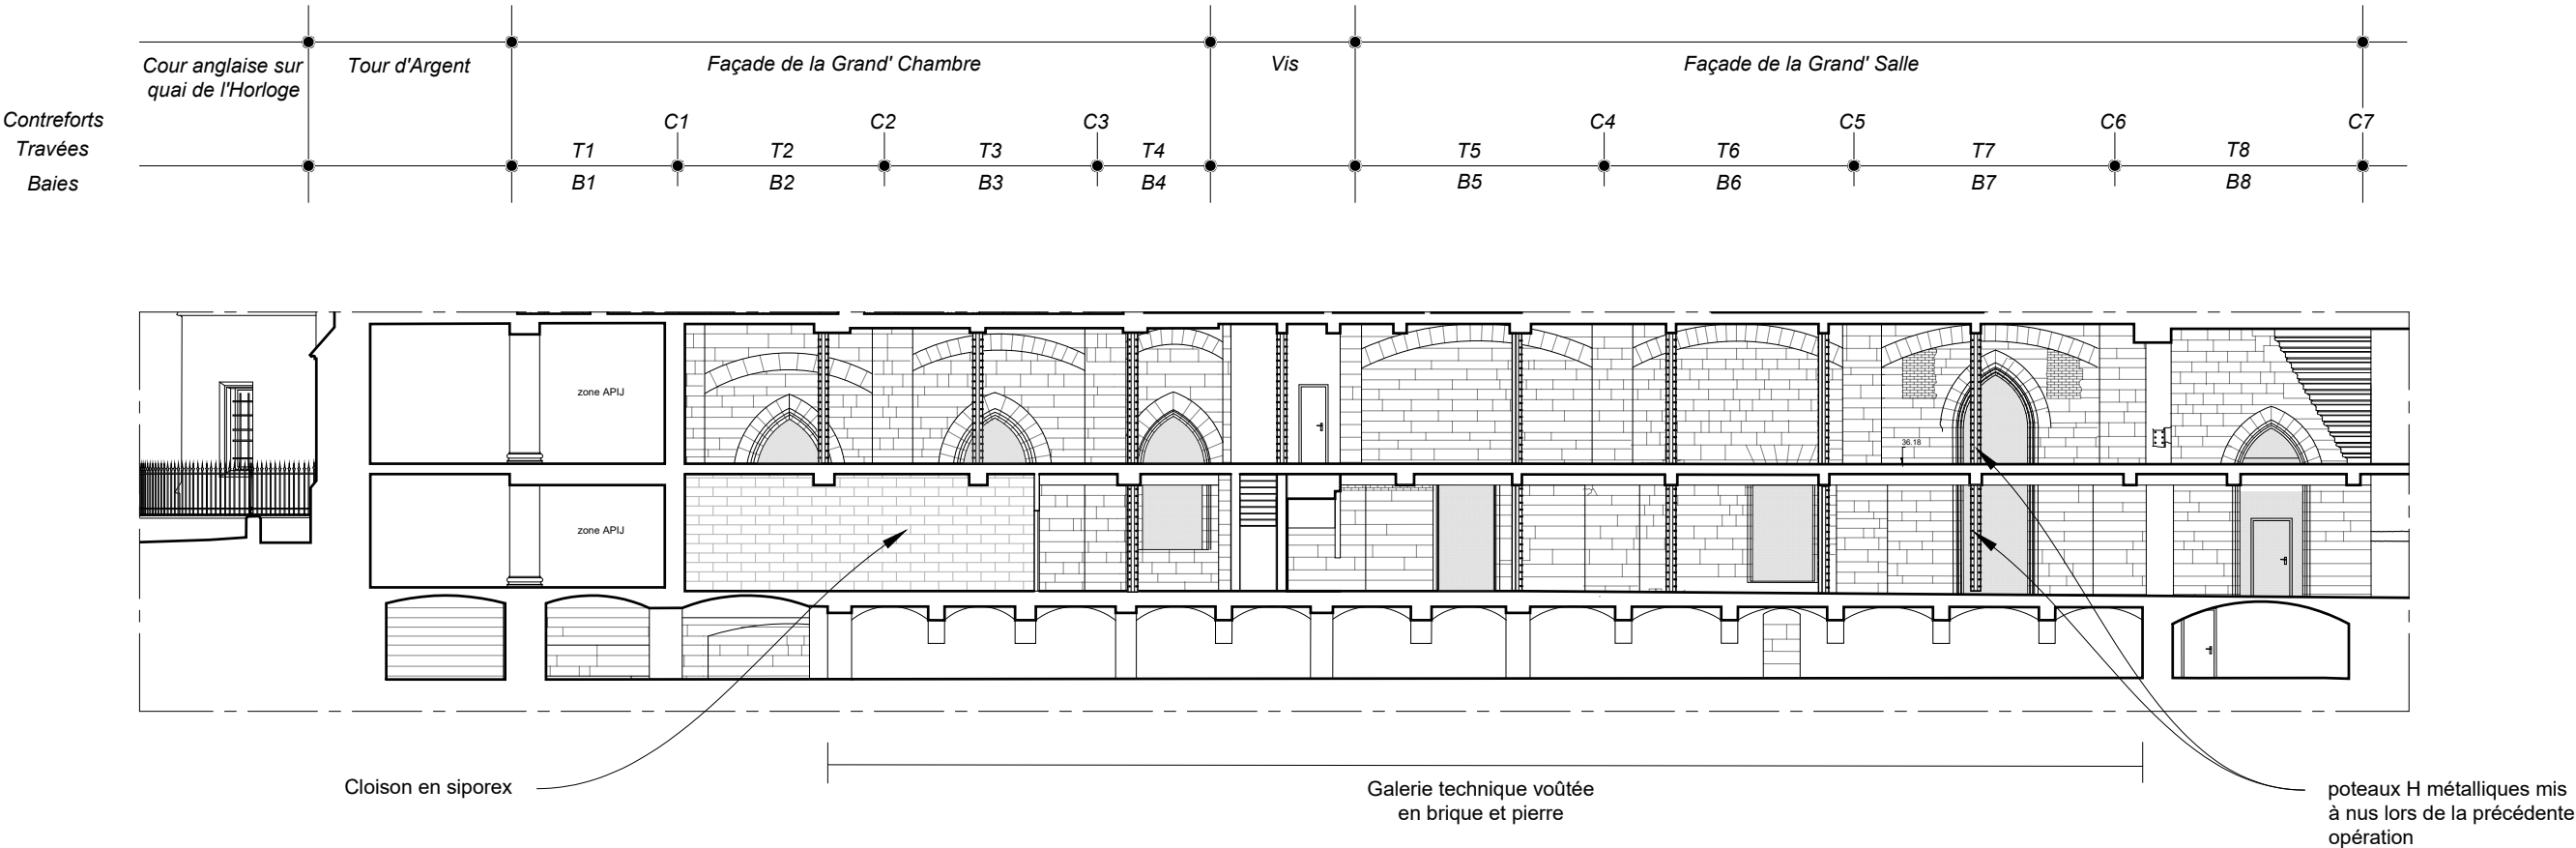 Cour anglaise sur
quai de l'Horloge
Tour d'Argent
Façade de la Grand' Chambre
Vis
Façade de la Grand' Salle
Contreforts
C1 C2 C3 C4 C5 C6 C7
Travées
T1 T2 T3 T4 T5 T6 T7 T8
Baies
B1 B2 B3 B4 B5 B6 B7 B8
zone APIJ
36.18
zone APIJ
Cloison en siporex
Galerie technique voûtée
en brique et pierre
poteaux H métalliques mis
à nus lors de la précédente
opération